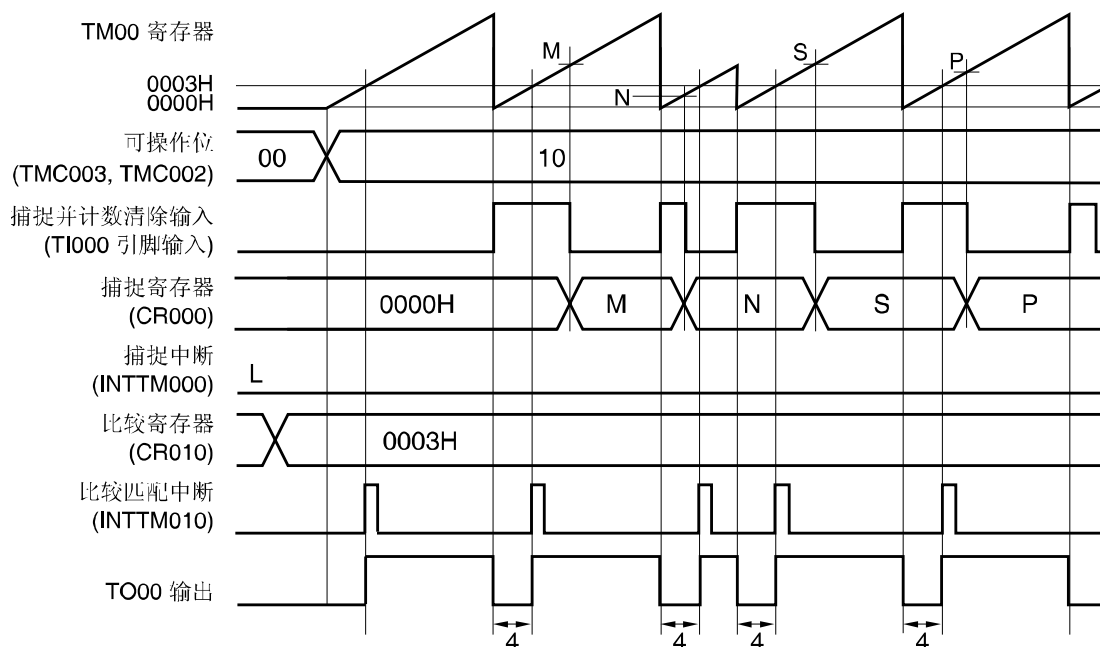 TM00 寄存器
M
S
P
0003H
N
0000H
可操作位
(TMC003, TMC002)
00
10
捕捉并计数清除输入
(TI000 引脚输入)
捕捉寄存器
(CR000)
0000H
M
N
S
P
捕捉中断
(INTTM000)
L
比较寄存器
(CR010)
0003H
比较匹配中断
(INTTM010)
TO00 输出
4
4
4
4